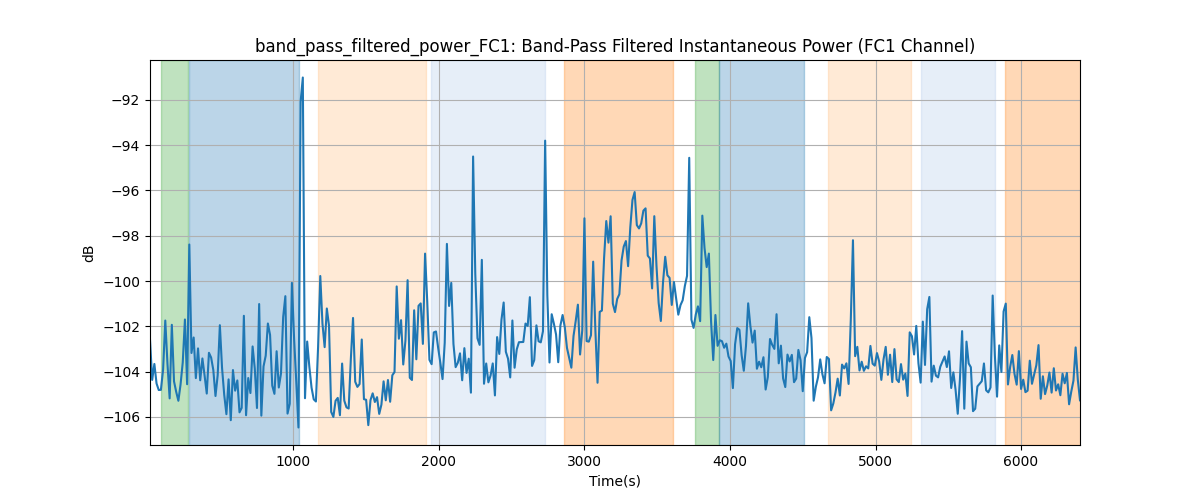 band_pass_filtered_power_FC1: Band-Pass Filtered Instantaneous Power (FC1 Channel)
−92
−94
−96
−98
−100
−102
−104
−106
dB
1000 2000 3000 4000 5000 6000
Time(s)